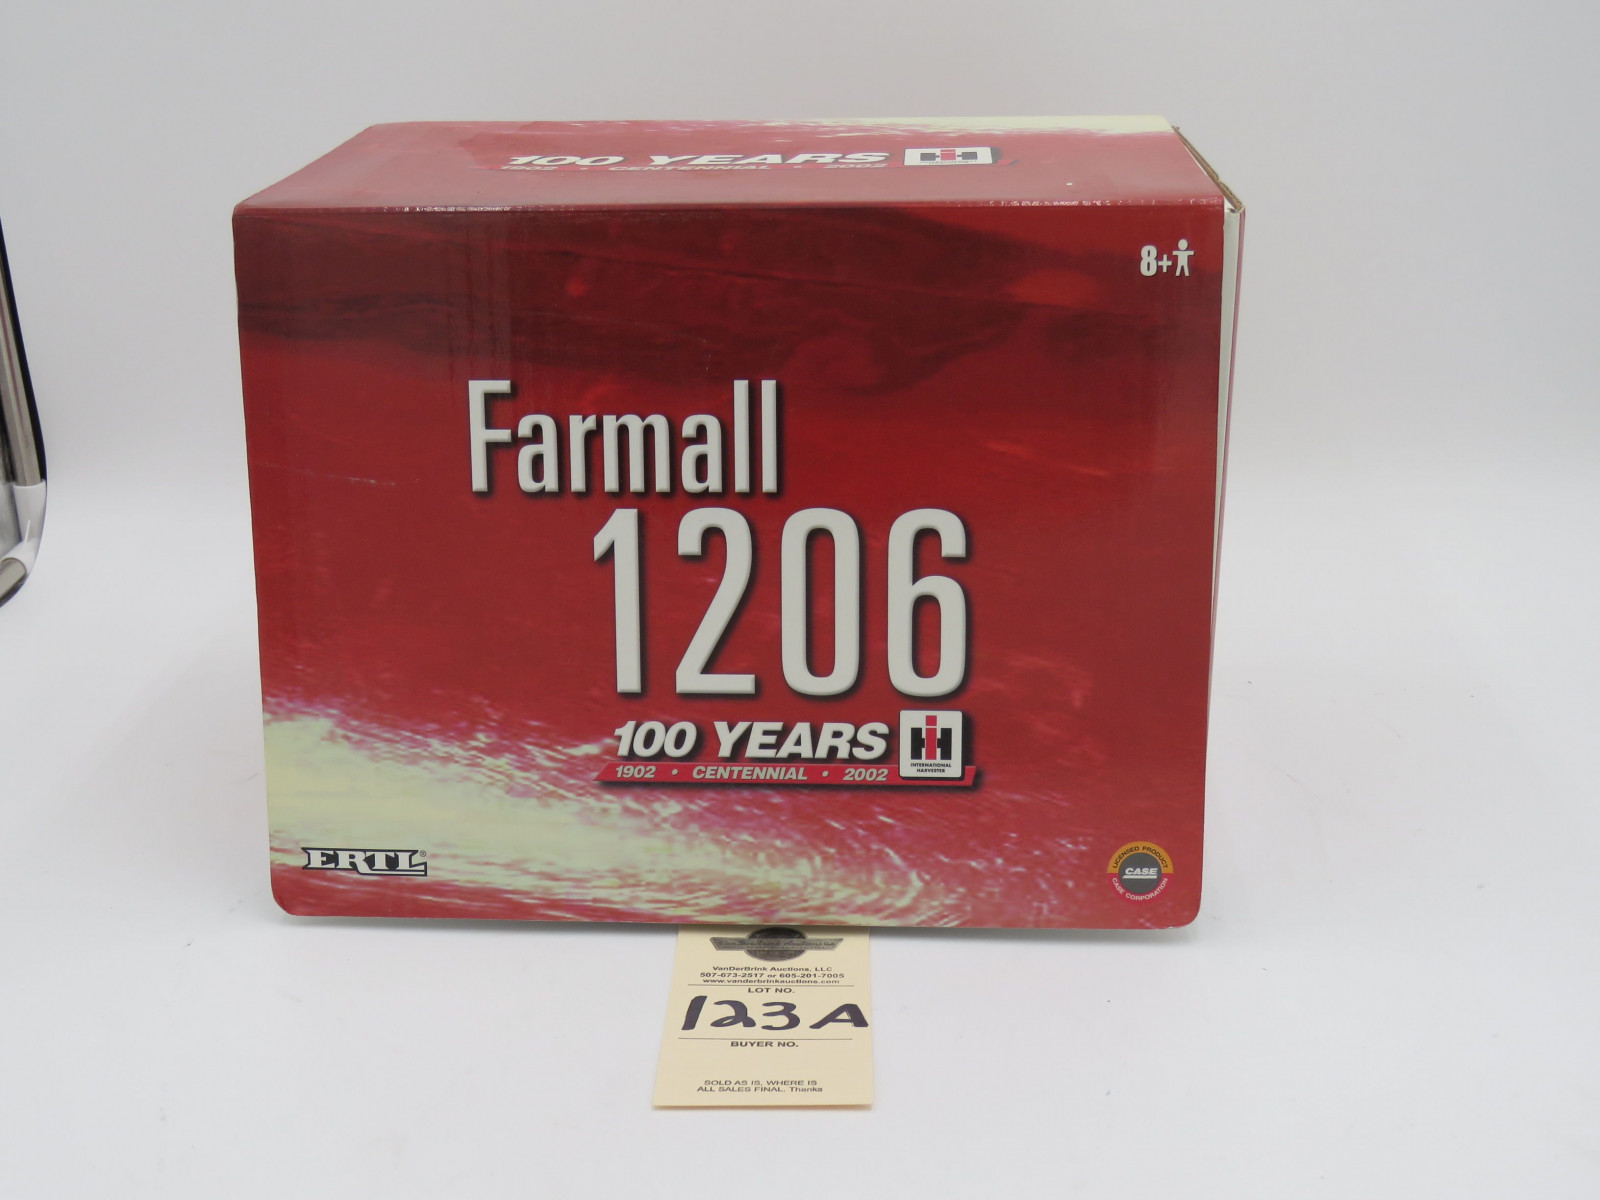 100 YEARS IH
1902 • CENTENNIAL • 2002
8+
Farmall
1206
100 YEARS IH
INTERNATIONAL
HARVESTER
1902 • CENTENNIAL • 2002
ERTL®
LICENSED PRODUCT
CASE
CASE CORPORATION
VanDerBrink Auctions, LLC
507-673-2517 or 605-201-7005
www.vanderbrinkauctions.com
LOT NO.
123A
BUYER NO.
SOLD AS IS, WHERE IS
ALL SALES FINAL. Thanks